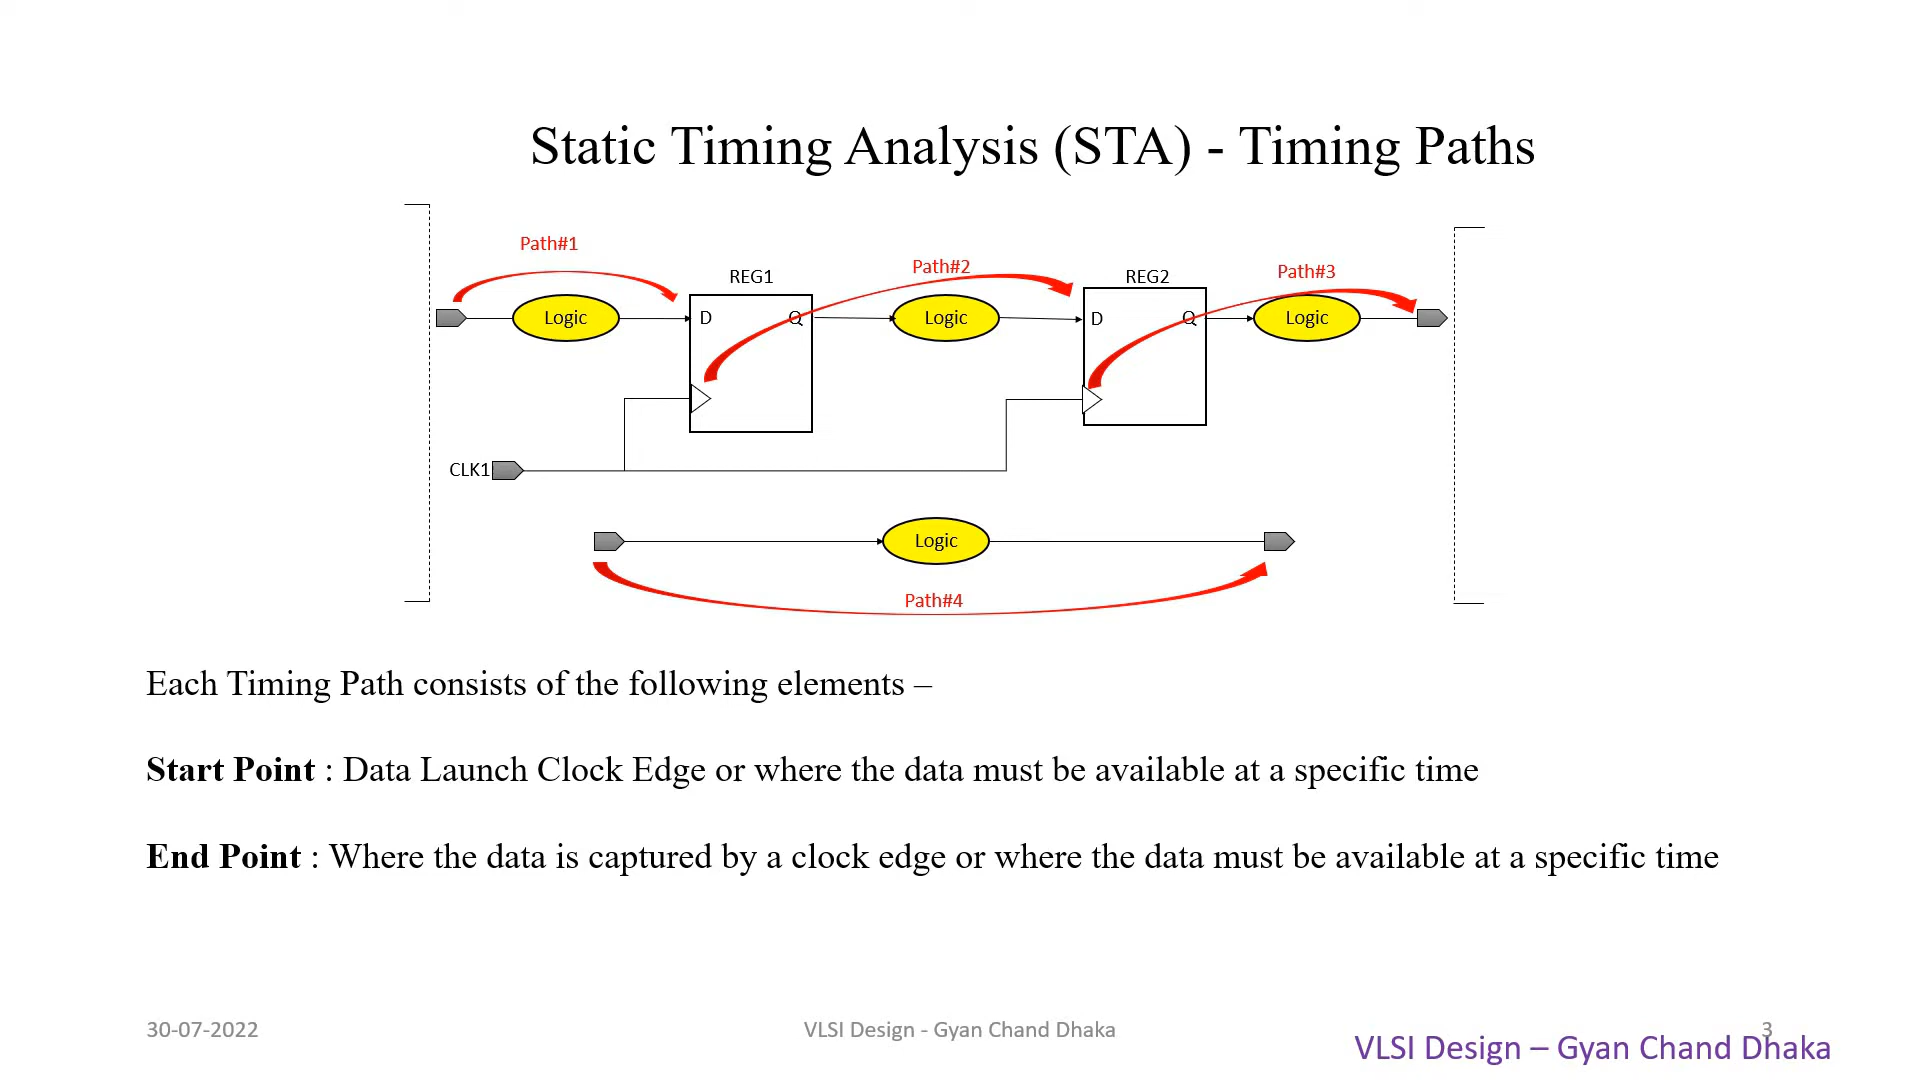 Static Timing Analysis (STA) - Timing Paths
Path#1
Path#2
Path#3
REG1
REG2
Logic
D
Q
Logic
D
Q
Logic
CLK1
Logic
Path#4
Each Timing Path consists of the following elements –
Start Point : Data Launch Clock Edge or where the data must be available at a specific time
End Point : Where the data is captured by a clock edge or where the data must be available at a specific time
30-07-2022
VLSI Design - Gyan Chand Dhaka
3
VLSI Design – Gyan Chand Dhaka